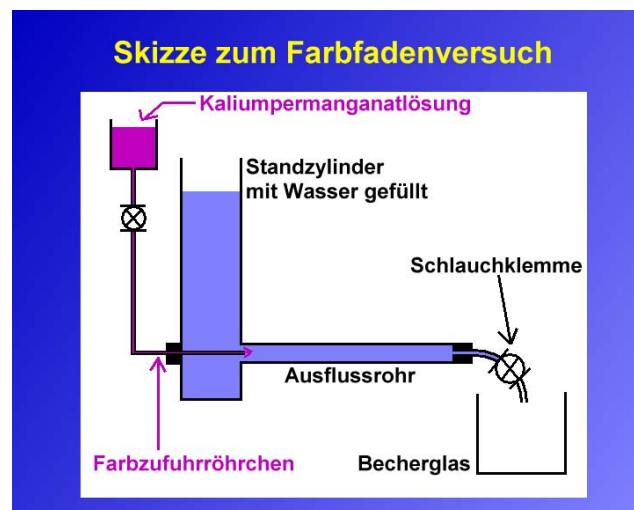 Skizze zum Farbfadenversuch
Kaliumpermanganatlösung
Standzylinder
mit Wasser gefüllt
Schlauchklemme
Ausflussrohr
Farbzufuhrröhrchen
Becherglas